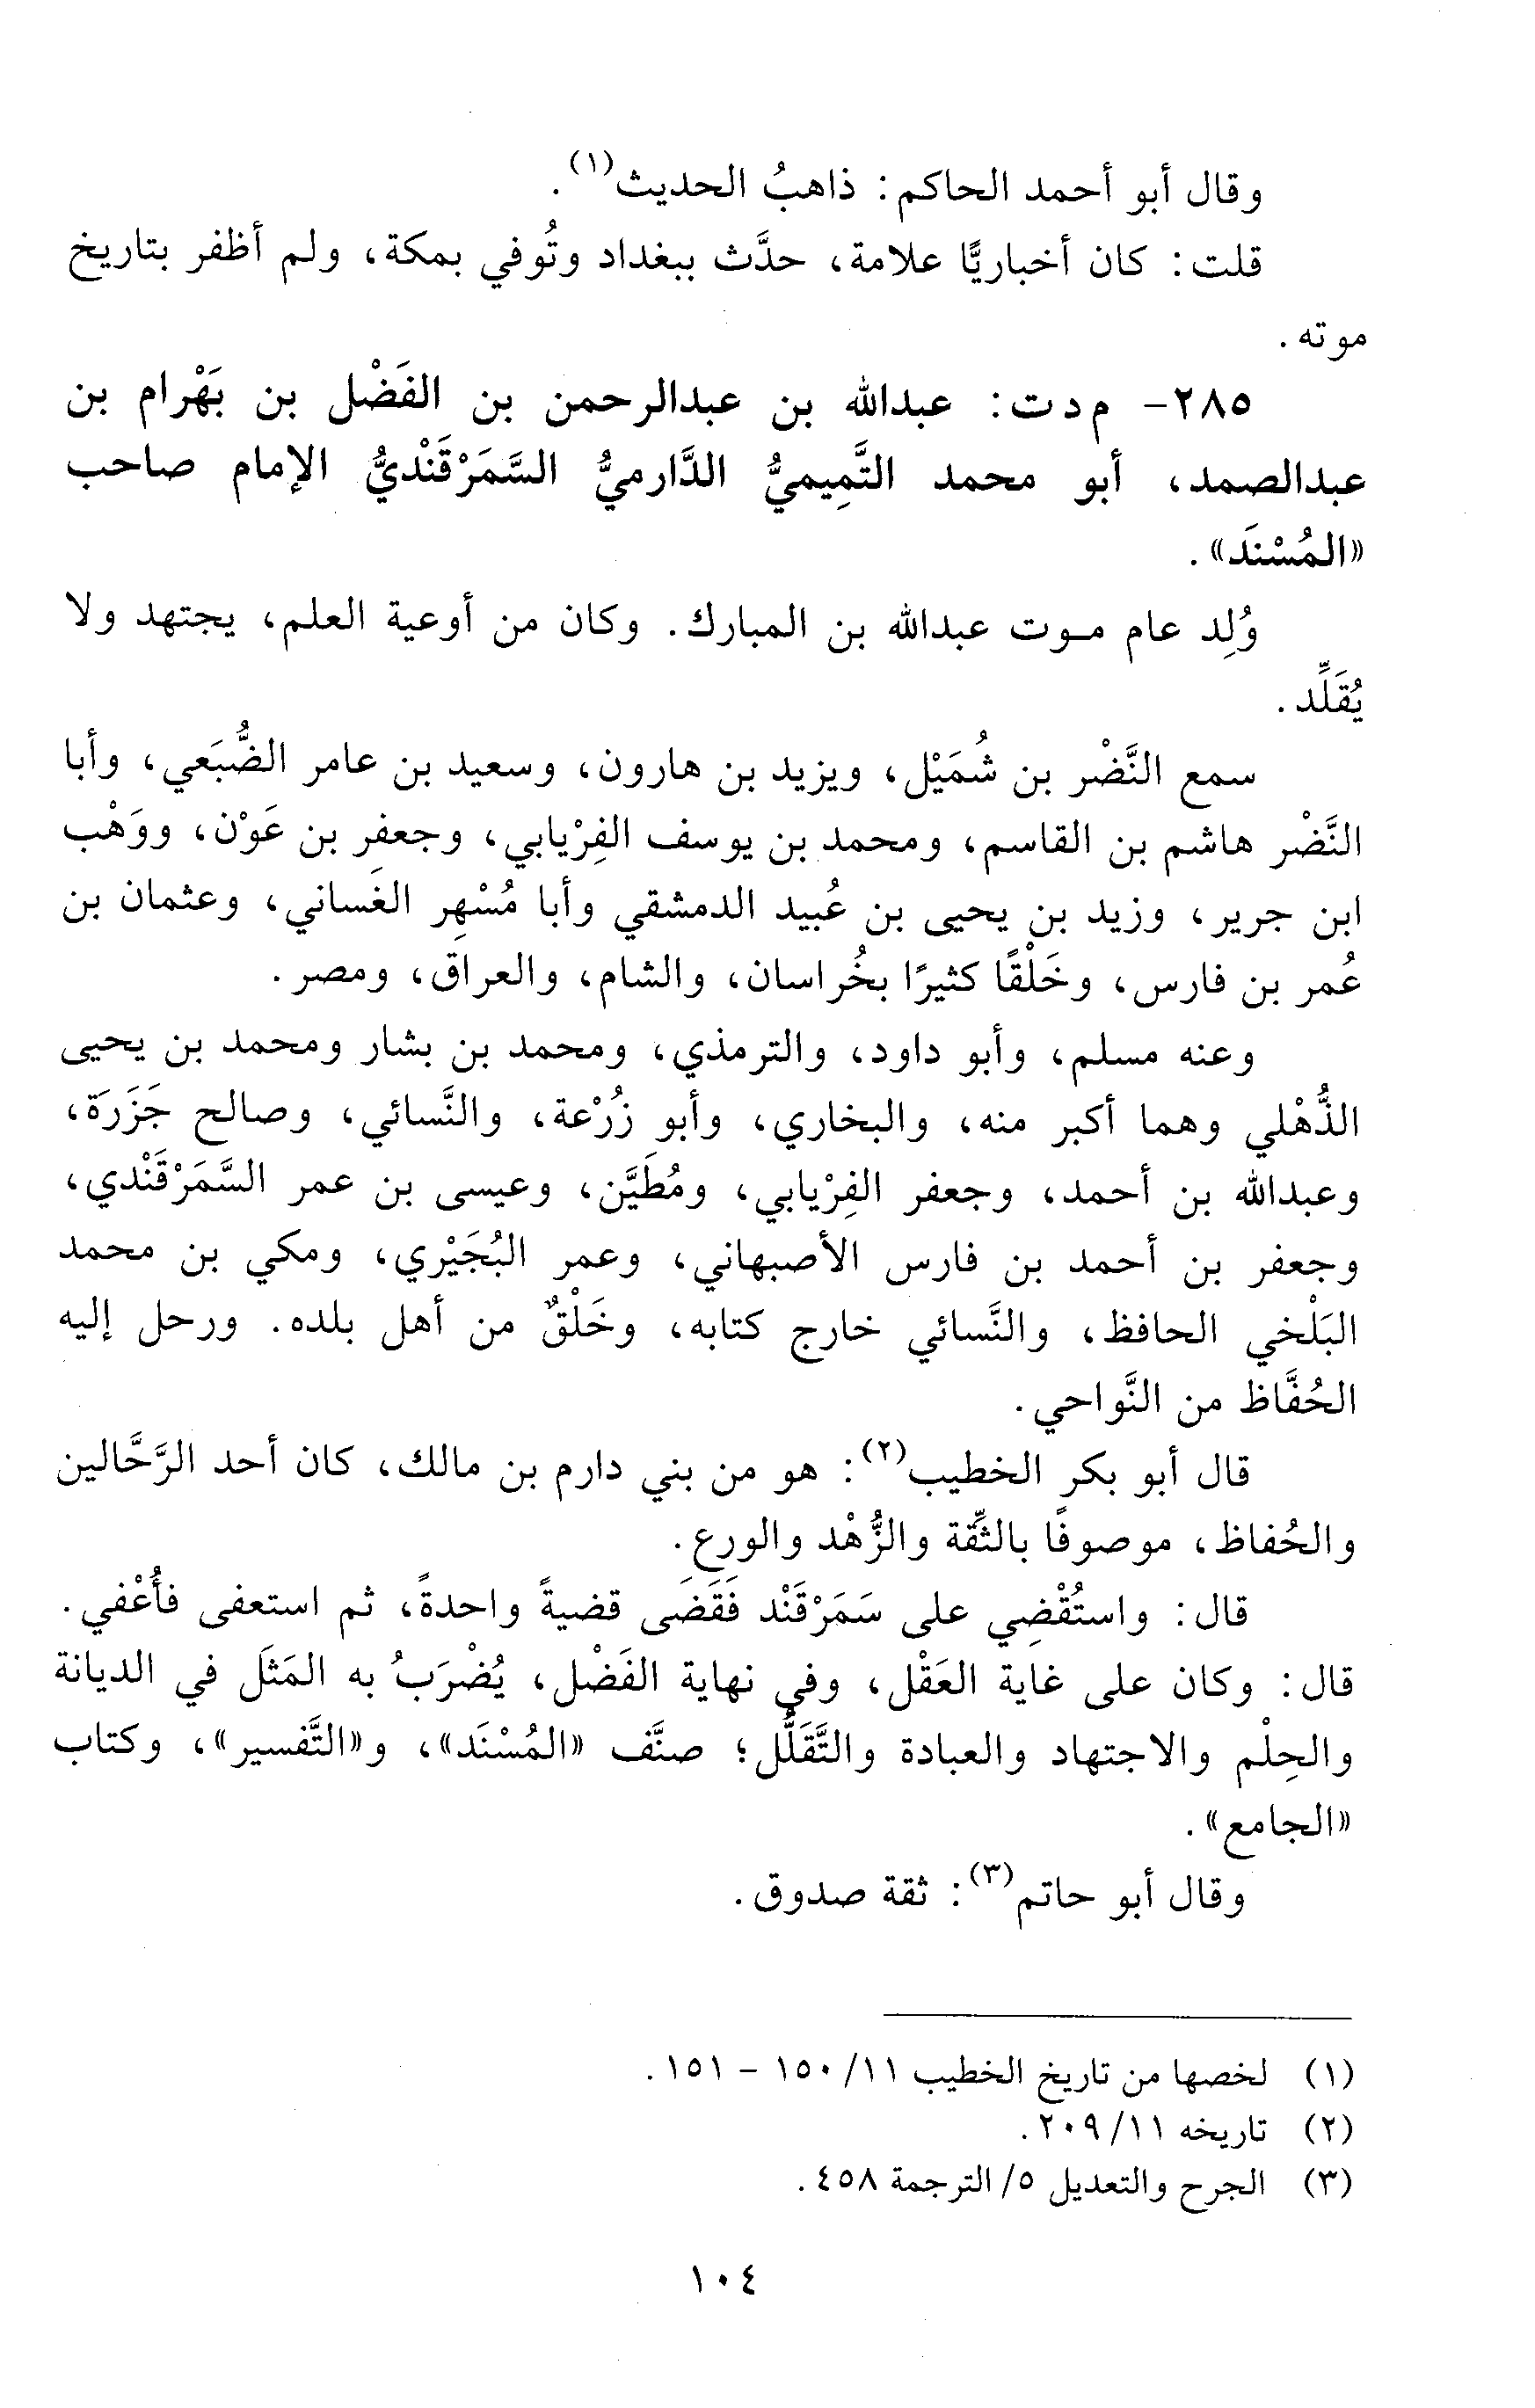 وقال أبو أحمد الحاكم: ذاهبُ الحديث(١).
قلت: كان أخباريًّا علامة، حدَّث ببغداد وتُوفي بمكة، ولم أظفر بتاريخ
موته.
٢٨٥- م د ت: عبدالله بن عبدالرحمن بن الفَضْل بن بَهْرام بن
عبدالصمد، أبو محمد التَّمِيميُّ الدَّارميُّ السَّمَرْقَنْديُّ الإمام صاحب
«المُسْنَد».
وُلِد عام مـوت عبدالله بن المبارك. وكان من أوعية العلم، يجتهد ولا
يُقَلِّد.
سمع النَّضْر بن شُمَيْل، ويزيد بن هارون، وسعيد بن عامر الضُّبَعي، وأبا
النَّضْر هاشم بن القاسم، ومحمد بن يوسف الفِرْيابي، وجعفر بن عَوْن، ووَهْب
ابن جرير، وزيد بن يحيى بن عُبيد الدمشقي وأبا مُسْهِر الغَساني، وعثمان بن
عُمر بن فارس، وخَلْقًا كثيرًا بخُراسان، والشام، والعراق، ومصر.
وعنه مسلم، وأبو داود، والترمذي، ومحمد بن بشار ومحمد بن يحيى
الذُّهْلي وهما أكبر منه، والبخاري، وأبو زُرْعة، والنَّسائي، وصالح جَزَرَة،
وعبدالله بن أحمد، وجعفر الفِرْيابي، ومُطَيَّن، وعيسى بن عمر السَّمَرْقَنْدي،
وجعفر بن أحمد بن فارس الأصبهاني، وعمر البُجَيْري، ومكي بن محمد
البَلْخي الحافظ، والنَّسائي خارج كتابه، وخَلْقٌ من أهل بلده. ورحل إليه
الحُفَّاظ من النَّواحي.
قال أبو بكر الخطيب(٢): هو من بني دارم بن مالك، كان أحد الرَّحَّالين
والحُفاظ، موصوفًا بالثِّقة والزُّهْد والورع.
قال: واستُقْضِي على سَمَرْقَنْد فَقَضَى قضيةً واحدةً، ثم استعفى فأُعْفي.
قال: وكان على غاية العَقْل، وفي نهاية الفَضْل، يُضْرَبُ به المَثَل في الديانة
والحِلْم والاجتهاد والعبادة والتَّقَلُّل؛ صنَّف «المُسْنَد»، و«التَّفسير»، وكتاب
«الجامع».
وقال أبو حاتم(٣): ثقة صدوق.
(١) لخصها من تاريخ الخطيب ١١/ ١٥٠ - ١٥١.
(٢) تاريخه ١١/ ٢٠٩.
(٣) الجرح والتعديل ٥/ الترجمة ٤٥٨.
١٠٤